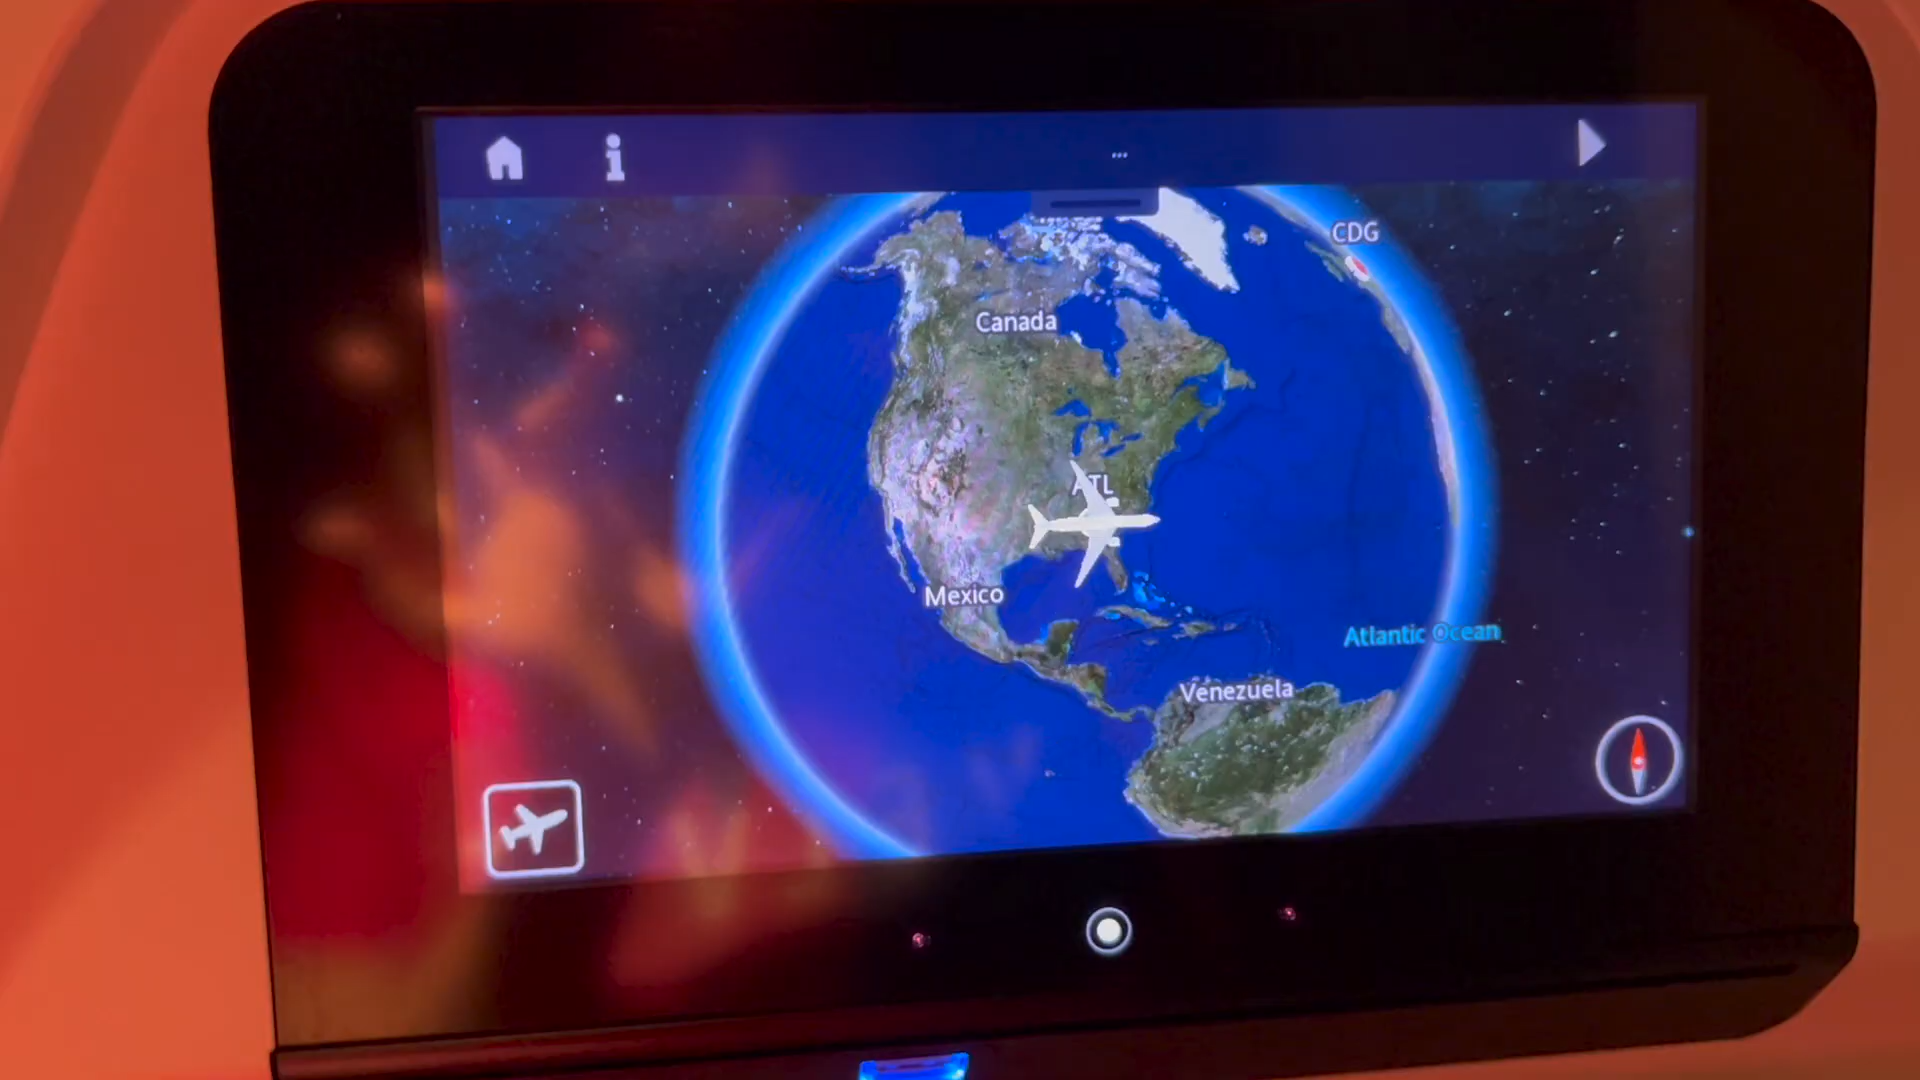 ...
CDG
Canada
ATL
Mexico
Atlantic Ocean
Venezuela